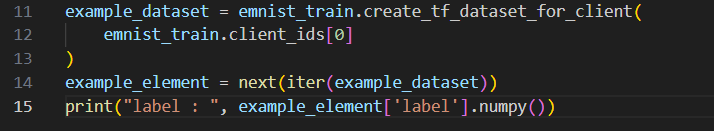 11 example_dataset = emnist_train.create_tf_dataset_for_client(
12     emnist_train.client_ids[0]
13 )
14 example_element = next(iter(example_dataset))
15 print("label : ", example_element['label'].numpy())